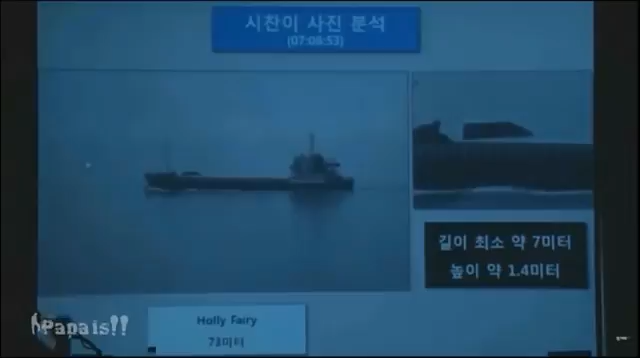 시찬이 사진 분석
(07:08:53)
길이 최소 약 7미터
높이 약 1.4미터
Holly Fairy
73미터
Papais!!